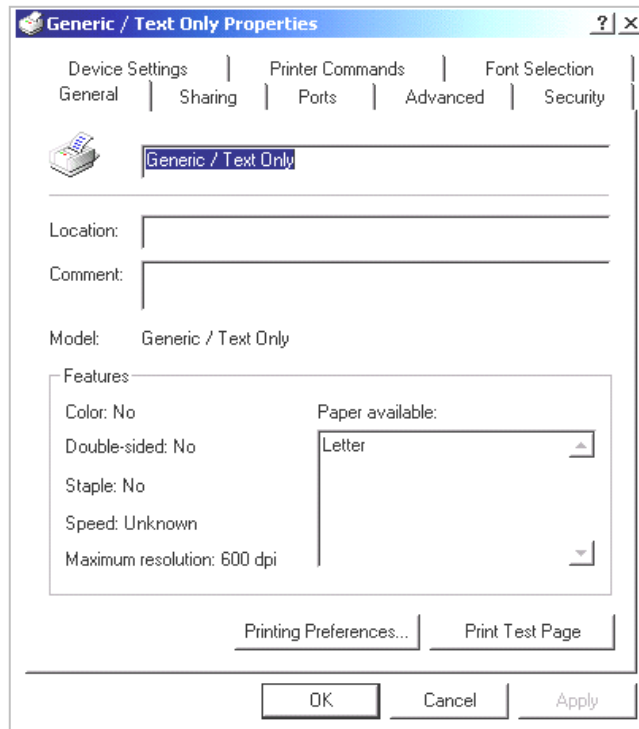 Generic / Text Only Properties
? X
Device Settings Printer Commands Font Selection
General Sharing Ports Advanced Security
Generic / Text Only
Location:
Comment:
Model: Generic / Text Only
Features
Color: No
Paper available:
Double-sided: No
Letter
Staple: No
Speed: Unknown
Maximum resolution: 600 dpi
Printing Preferences... Print Test Page
OK Cancel Apply